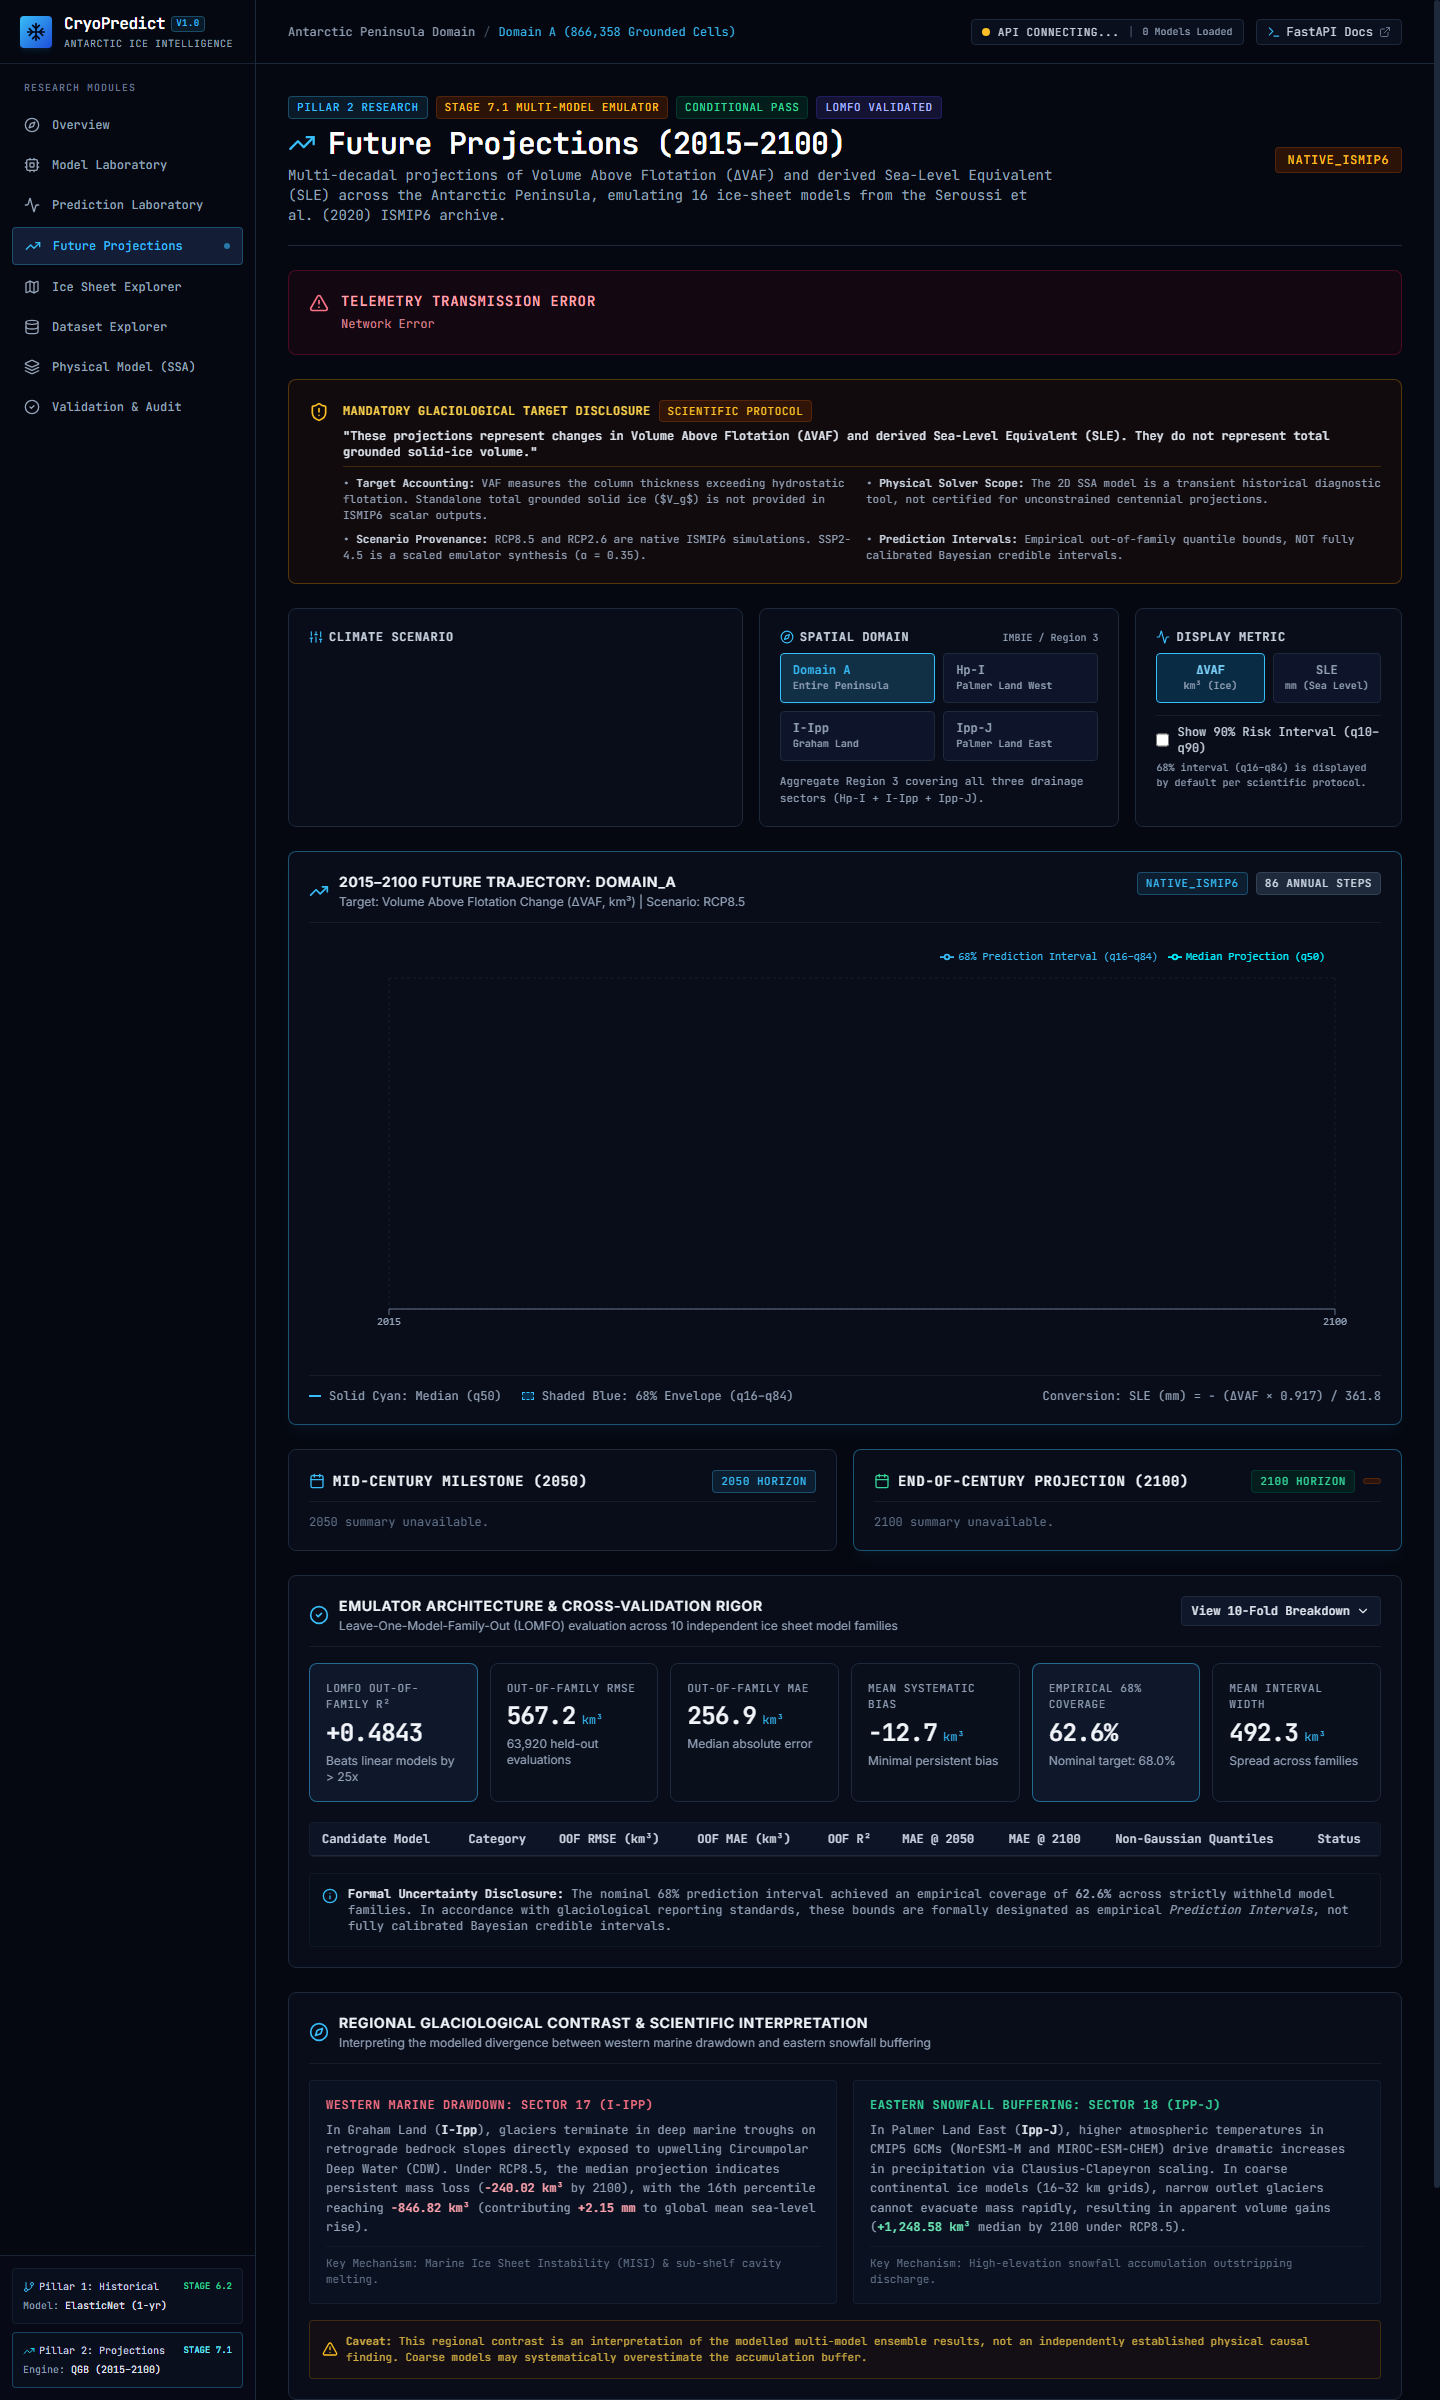 CryoPredict V1.0
ANTARCTIC ICE INTELLIGENCE
RESEARCH MODULES
Overview
Model Laboratory
Prediction Laboratory
Future Projections
Ice Sheet Explorer
Dataset Explorer
Physical Model (SSA)
Validation & Audit
Pillar 1: Historical STAGE 6.2
Model: ElasticNet (1-yr)
Pillar 2: Projections STAGE 7.1
Engine: QGB (2015-2100)
Antarctic Peninsula Domain / Domain A (866,358 Grounded Cells)
API CONNECTING... | 0 Models Loaded
FastAPI Docs
PILLAR 2 RESEARCH
STAGE 7.1 MULTI-MODEL EMULATOR
CONDITIONAL PASS
LOMFO VALIDATED
Future Projections (2015–2100)
Multi-decadal projections of Volume Above Flotation (ΔVAF) and derived Sea-Level Equivalent
(SLE) across the Antarctic Peninsula, emulating 16 ice-sheet models from the Seroussi et
al. (2020) ISMIP6 archive.
NATIVE_ISMIP6
TELEMETRY TRANSMISSION ERROR
Network Error
MANDATORY GLACIOLOGICAL TARGET DISCLOSURE SCIENTIFIC PROTOCOL
"These projections represent changes in Volume Above Flotation (ΔVAF) and derived Sea-Level Equivalent (SLE). They do not represent total
grounded solid-ice volume."
• Target Accounting: VAF measures the column thickness exceeding hydrostatic
flotation. Standalone total grounded solid ice ($V_g$) is not provided in
ISMIP6 scalar outputs.
• Physical Solver Scope: The 2D SSA model is a transient historical diagnostic
tool, not certified for unconstrained centennial projections.
• Scenario Provenance: RCP8.5 and RCP2.6 are native ISMIP6 simulations. SSP2-
4.5 is a scaled emulator synthesis (α = 0.35).
• Prediction Intervals: Empirical out-of-family quantile bounds, NOT fully
calibrated Bayesian credible intervals.
CLIMATE SCENARIO
SPATIAL DOMAIN IMBIE / Region 3
Domain A
Entire Peninsula
Hp-I
Palmer Land West
I-Ipp
Graham Land
Ipp-J
Palmer Land East
Aggregate Region 3 covering all three drainage
sectors (Hp-I + I-Ipp + Ipp-J).
DISPLAY METRIC
ΔVAF
km³ (Ice)
SLE
mm (Sea Level)
Show 90% Risk Interval (q10–
q90)
68% interval (q16–q84) is displayed
by default per scientific protocol.
2015–2100 FUTURE TRAJECTORY: DOMAIN_A
Target: Volume Above Flotation Change (ΔVAF, km³) | Scenario: RCP8.5
NATIVE_ISMIP6
86 ANNUAL STEPS
68% Prediction Interval (q16–q84) Median Projection (q50)
2015 2100
Solid Cyan: Median (q50) Shaded Blue: 68% Envelope (q16–q84)
Conversion: SLE (mm) = - (ΔVAF × 0.917) / 361.8
MID-CENTURY MILESTONE (2050) 2050 HORIZON
2050 summary unavailable.
END-OF-CENTURY PROJECTION (2100) 2100 HORIZON
2100 summary unavailable.
EMULATOR ARCHITECTURE & CROSS-VALIDATION RIGOR
Leave-One-Model-Family-Out (LOMFO) evaluation across 10 independent ice sheet model families
View 10-Fold Breakdown
LOMFO OUT-OF-
FAMILY R²
+0.4843
Beats linear models by
> 25x
OUT-OF-FAMILY RMSE
567.2 km³
63,920 held-out
evaluations
OUT-OF-FAMILY MAE
256.9 km³
Median absolute error
MEAN SYSTEMATIC
BIAS
-12.7 km³
Minimal persistent bias
EMPIRICAL 68%
COVERAGE
62.6%
Nominal target: 68.0%
MEAN INTERVAL
WIDTH
492.3 km³
Spread across families
Candidate Model Category OOF RMSE (km³) OOF MAE (km³) OOF R² MAE @ 2050 MAE @ 2100 Non-Gaussian Quantiles Status
Formal Uncertainty Disclosure: The nominal 68% prediction interval achieved an empirical coverage of 62.6% across strictly withheld model
families. In accordance with glaciological reporting standards, these bounds are formally designated as empirical Prediction Intervals, not
fully calibrated Bayesian credible intervals.
REGIONAL GLACIOLOGICAL CONTRAST & SCIENTIFIC INTERPRETATION
Interpreting the modelled divergence between western marine drawdown and eastern snowfall buffering
WESTERN MARINE DRAWDOWN: SECTOR 17 (I-IPP)
In Graham Land (I-Ipp), glaciers terminate in deep marine troughs on
retrograde bedrock slopes directly exposed to upwelling Circumpolar
Deep Water (CDW). Under RCP8.5, the median projection indicates
persistent mass loss (-240.02 km³ by 2100), with the 16th percentile
reaching -846.82 km³ (contributing +2.15 mm to global mean sea-level
rise).
Key Mechanism: Marine Ice Sheet Instability (MISI) & sub-shelf cavity
melting.
EASTERN SNOWFALL BUFFERING: SECTOR 18 (IPP-J)
In Palmer Land East (Ipp-J), higher atmospheric temperatures in
CMIP5 GCMs (NorESM1-M and MIROC-ESM-CHEM) drive dramatic increases
in precipitation via Clausius-Clapeyron scaling. In coarse
continental ice models (16–32 km grids), narrow outlet glaciers
cannot evacuate mass rapidly, resulting in apparent volume gains
(+1,248.58 km³ median by 2100 under RCP8.5).
Key Mechanism: High-elevation snowfall accumulation outstripping
discharge.
Caveat: This regional contrast is an interpretation of the modelled multi-model ensemble results, not an independently established physical causal
finding. Coarse models may systematically overestimate the accumulation buffer.